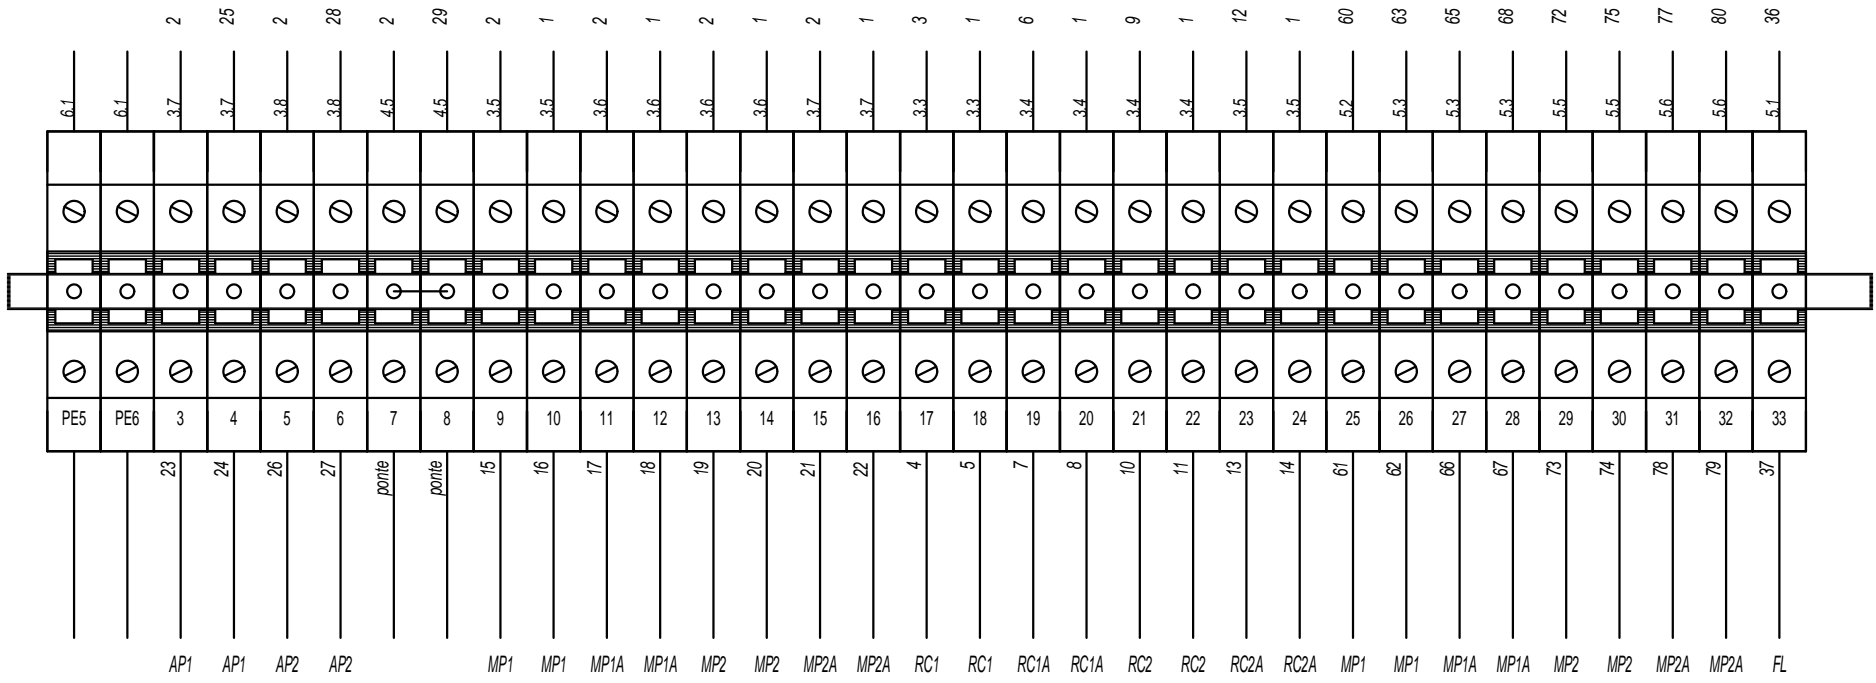 2 25 2 28 2 29 2 1 2 1 2 1 2 1 3 1 6 1 9 1 12 1 60 63 65 68 72 75 77 80 36
6.1 6.1 3.7 3.7 3.8 3.8 4.5 4.5 3.5 3.5 3.6 3.6 3.6 3.6 3.7 3.7 3.3 3.3 3.4 3.4 3.4 3.4 3.5 3.5 5.2 5.3 5.3 5.3 5.5 5.5 5.6 5.6 5.1
PE5 PE6 3 4 5 6 7 8 9 10 11 12 13 14 15 16 17 18 19 20 21 22 23 24 25 26 27 28 29 30 31 32 33
23 24 26 27 ponte ponte 15 16 17 18 19 20 21 22 4 5 7 8 10 11 13 14 61 62 66 67 73 74 78 79 37
AP1 AP1 AP2 AP2 MP1 MP1 MP1A MP1A MP2 MP2 MP2A MP2A RC1 RC1 RC1A RC1A RC2 RC2 RC2A RC2A MP1 MP1 MP1A MP1A MP2 MP2 MP2A MP2A FL